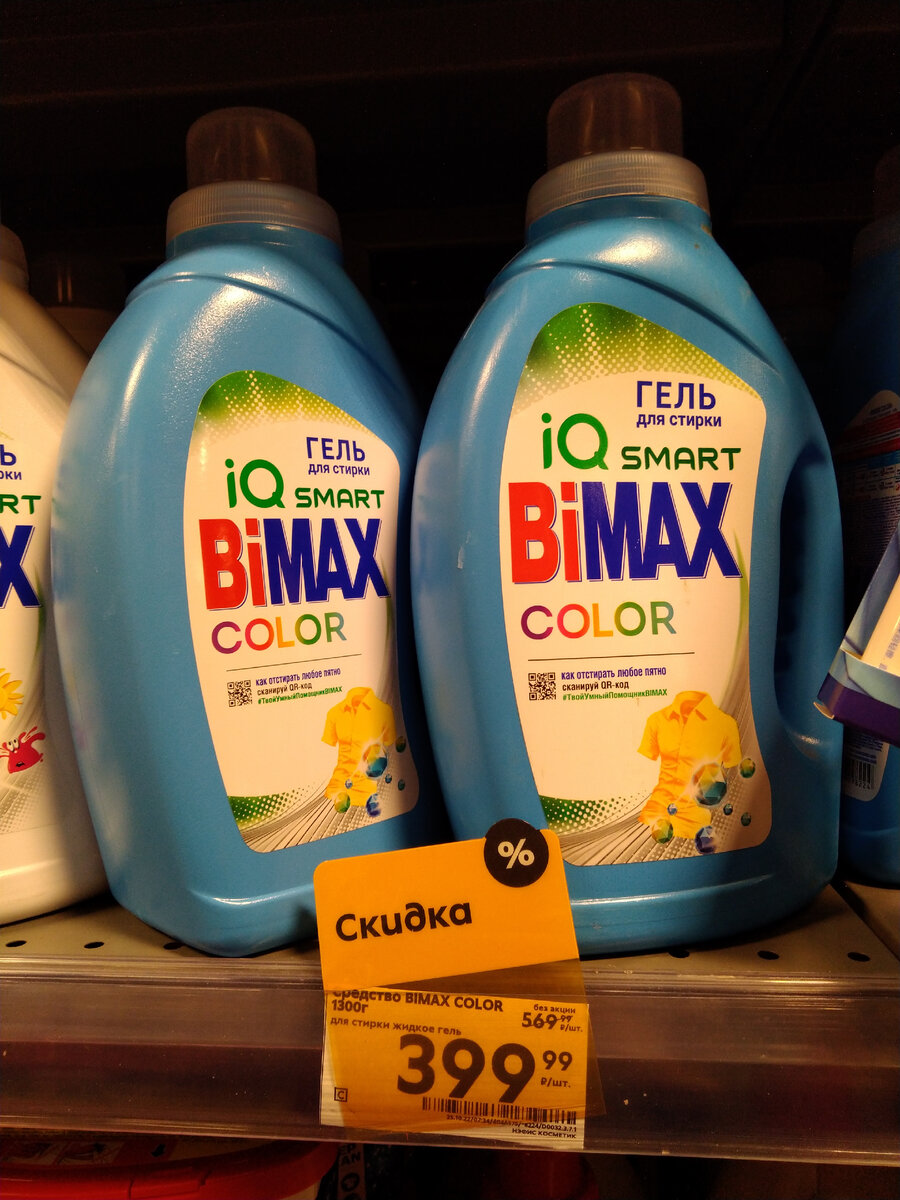 ГЕЛЬ
для стирки
iQ SMART
BiMAX
COLOR
как отстирать любое пятно
сканируй QR-код
#ТвойУмныйПомощникBIMAX
ГЕЛЬ
для стирки
iQ SMART
BiMAX
COLOR
как отстирать любое пятно
сканируй QR-код
#ТвойУмныйПомощникBIMAX
%
Скидка
Средство BIMAX COLOR
1300г
для стирки жидкое гель
без акции
569 99
₽/шт.
399 99
₽/шт.
C
НЭФИС КОСМЕТИК